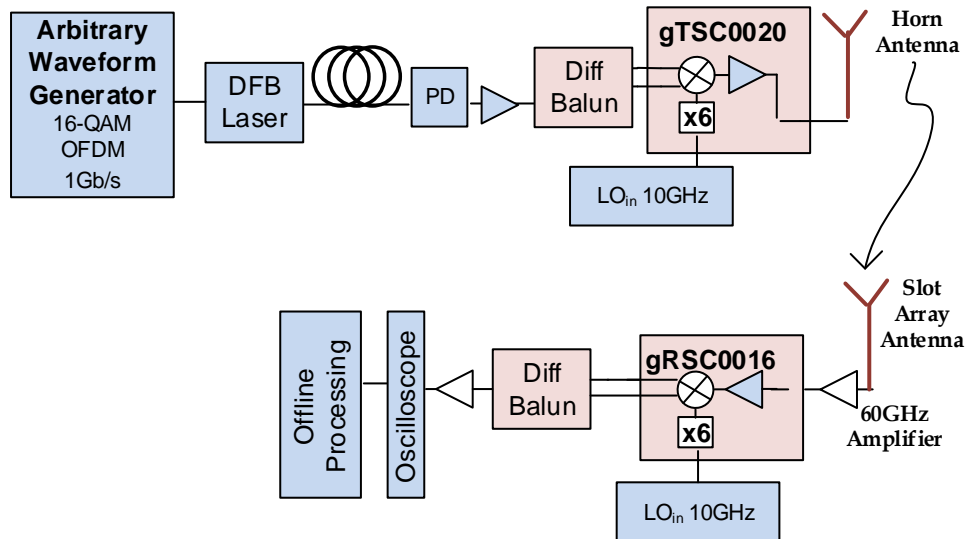 Arbitrary
Waveform
Generator
16-QAM
OFDM
1Gb/s
DFB
Laser
PD
Diff
Balun
gTSC0020
x6
LOin 10GHz
Horn
Antenna
Slot
Array
Antenna
60GHz
Amplifier
gRSC0016
x6
LOin 10GHz
Diff
Balun
Oscilloscope
Offline
Processing